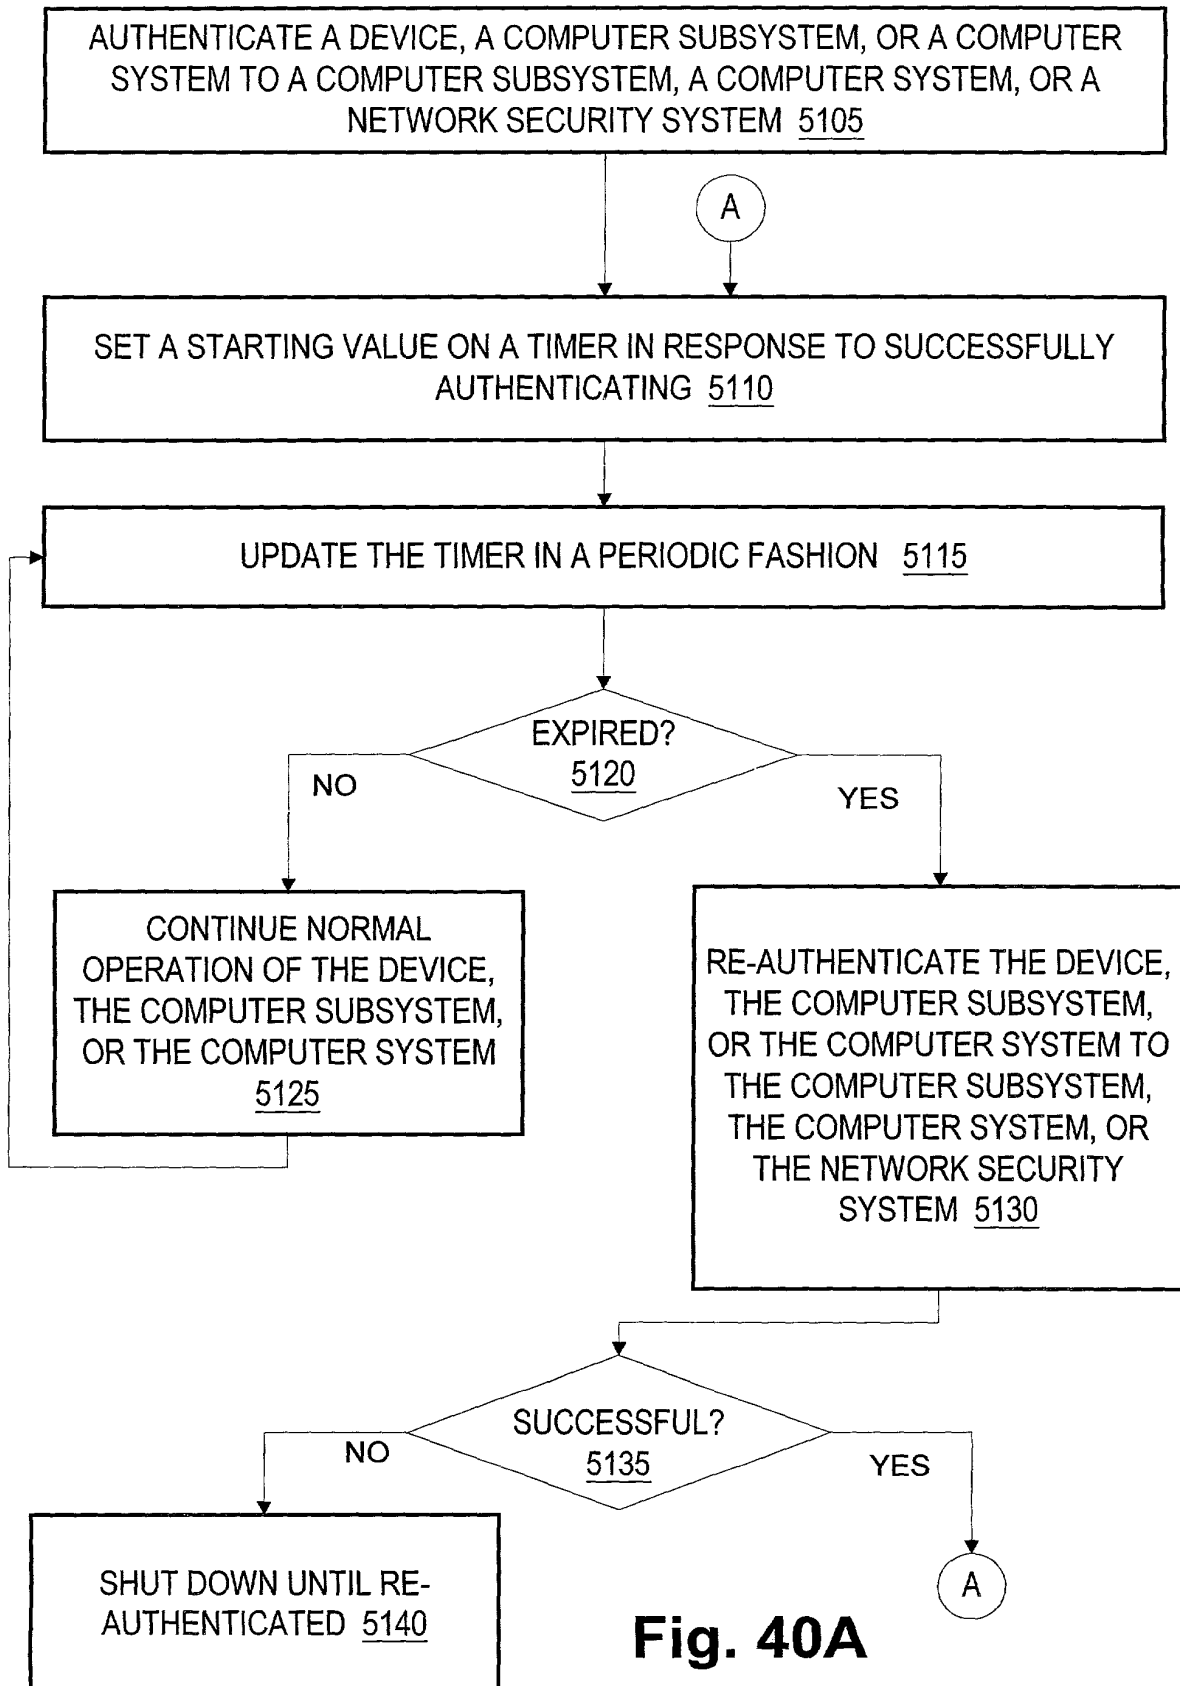 AUTHENTICATE A DEVICE, A COMPUTER SUBSYSTEM, OR A COMPUTER
SYSTEM TO A COMPUTER SUBSYSTEM, A COMPUTER SYSTEM, OR A
NETWORK SECURITY SYSTEM 5105
A
SET A STARTING VALUE ON A TIMER IN RESPONSE TO SUCCESSFULLY
AUTHENTICATING 5110
UPDATE THE TIMER IN A PERIODIC FASHION 5115
EXPIRED?
5120
NO
YES
CONTINUE NORMAL
OPERATION OF THE DEVICE,
THE COMPUTER SUBSYSTEM,
OR THE COMPUTER SYSTEM
5125
RE-AUTHENTICATE THE DEVICE,
THE COMPUTER SUBSYSTEM,
OR THE COMPUTER SYSTEM TO
THE COMPUTER SUBSYSTEM,
THE COMPUTER SYSTEM, OR
THE NETWORK SECURITY
SYSTEM 5130
SUCCESSFUL?
5135
NO
YES
SHUT DOWN UNTIL RE-
AUTHENTICATED 5140
A
Fig. 40A